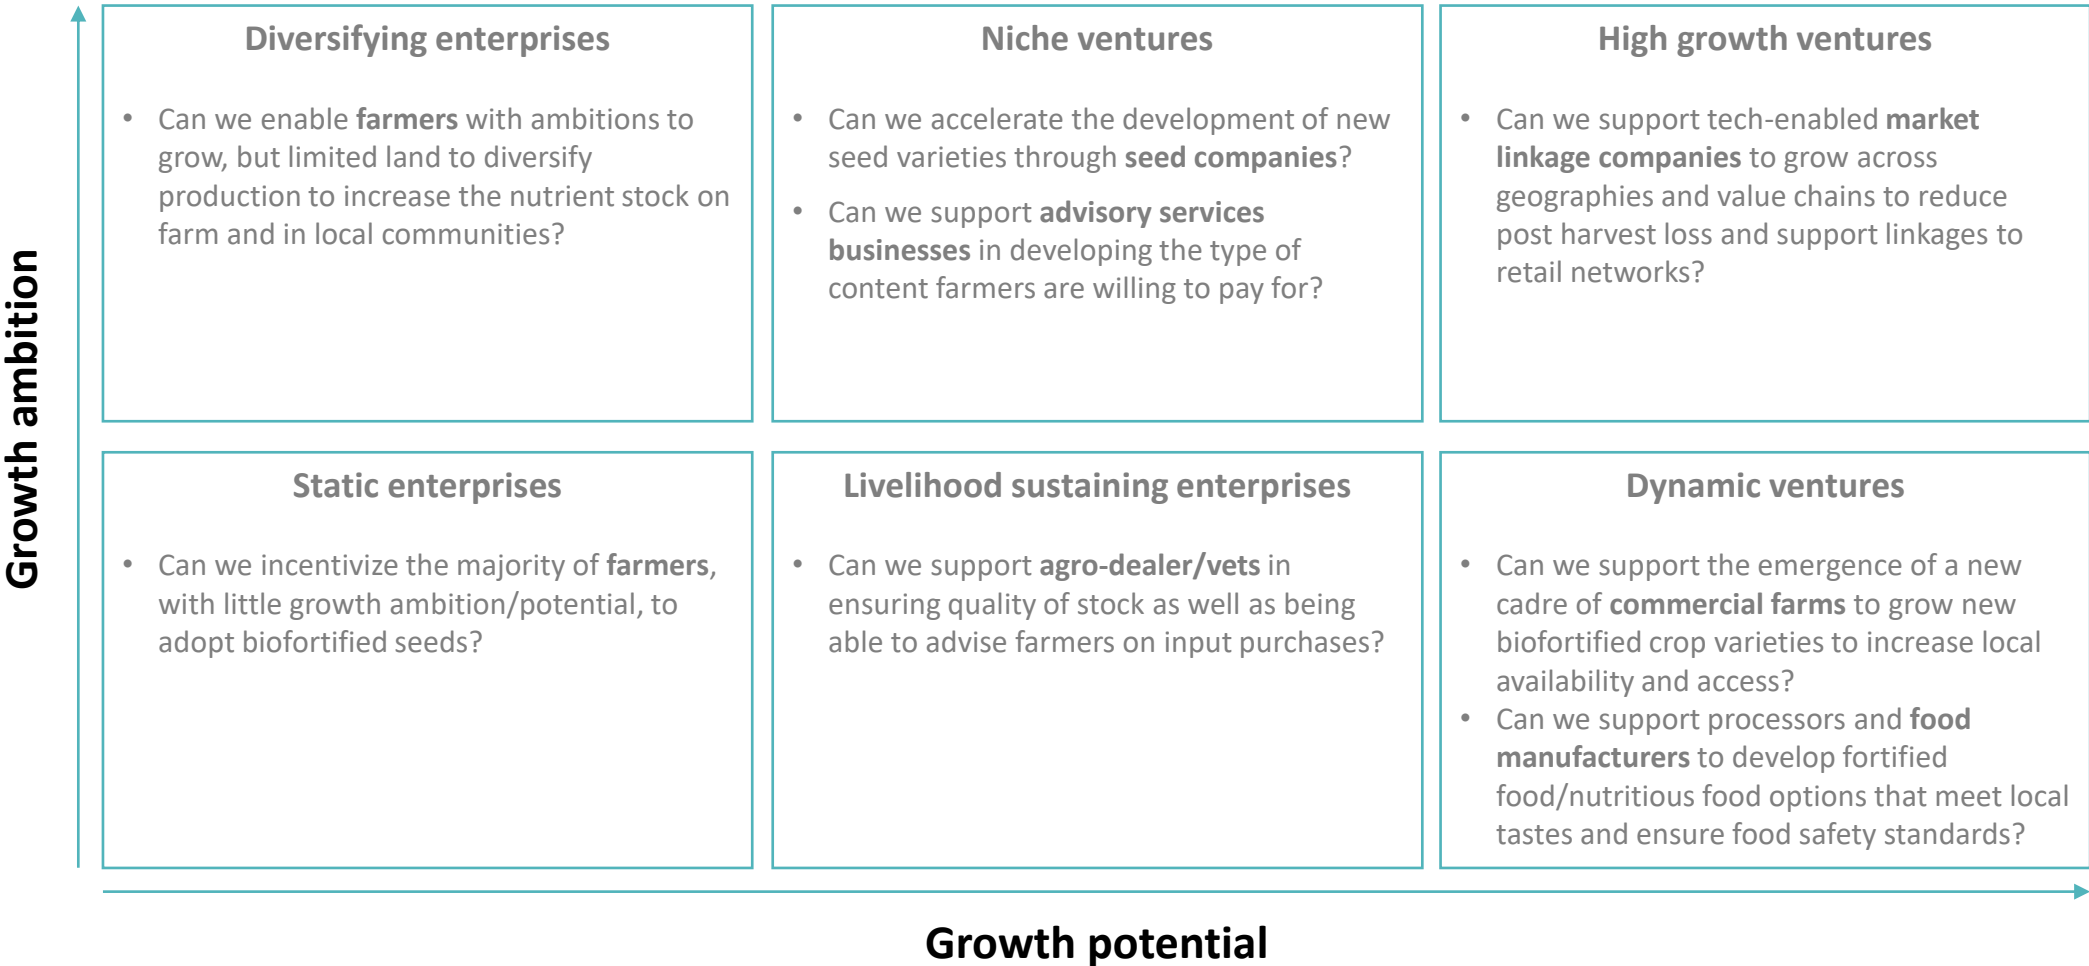 Growth ambition
Diversifying enterprises
• Can we enable farmers with ambitions to
grow, but limited land to diversify
production to increase the nutrient stock on
farm and in local communities?
Niche ventures
• Can we accelerate the development of new
seed varieties through seed companies?
• Can we support advisory services
businesses in developing the type of
content farmers are willing to pay for?
High growth ventures
• Can we support tech-enabled market
linkage companies to grow across
geographies and value chains to reduce
post harvest loss and support linkages to
retail networks?
Static enterprises
• Can we incentivize the majority of farmers,
with little growth ambition/potential, to
adopt biofortified seeds?
Livelihood sustaining enterprises
• Can we support agro-dealer/vets in
ensuring quality of stock as well as being
able to advise farmers on input purchases?
Dynamic ventures
• Can we support the emergence of a new
cadre of commercial farms to grow new
biofortified crop varieties to increase local
availability and access?
• Can we support processors and food
manufacturers to develop fortified
food/nutritious food options that meet local
tastes and ensure food safety standards?
Growth potential